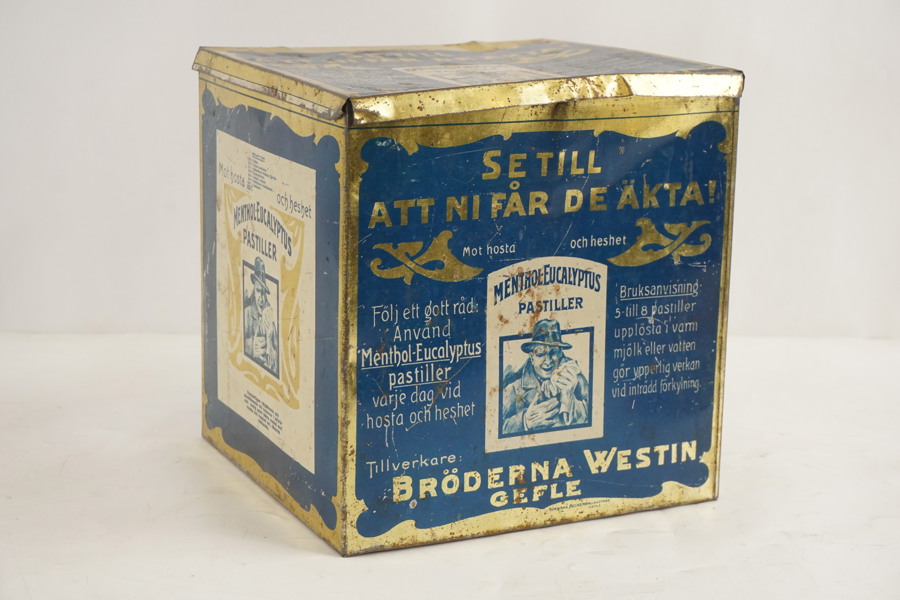 SE TILL
ATT NI FÅR DE ÄKTA!
Mot hosta och heshet
MENTHOL-EUCALYPTUS
PASTILLER
Följ ett gott råd:
Använd
Menthol-Eucalyptus
pastiller
varje dag vid
hosta och heshet
Bruksanvisning:
5 till 8 pastiller
upplösta i varm
mjölk eller vatten
gör ypperlig verkan
vid inträdd förkylning.
Tillverkare:
BRÖDERNA WESTIN,
GEFLE
Mot hosta
och heshet
MENTHOL-EUCALYPTUS
PASTILLER